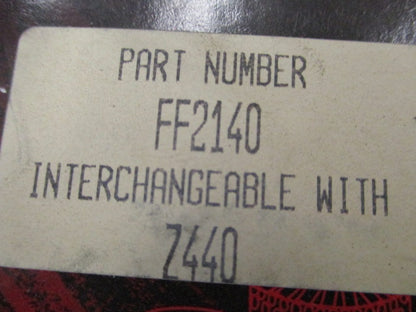 PART NUMBER
FF2140
INTERCHANGEABLE WITH
Z440